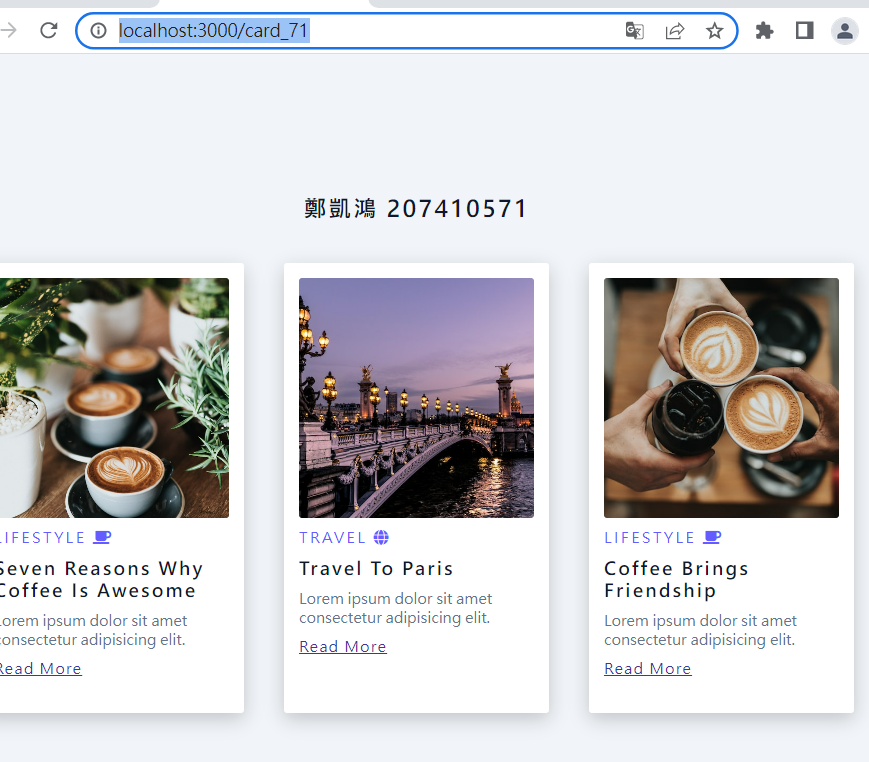 localhost:3000/card_71
鄭凱鴻 207410571
LIFESTYLE
Seven Reasons Why
Coffee Is Awesome
Lorem ipsum dolor sit amet
consectetur adipisicing elit.
Read More
TRAVEL
Travel To Paris
Lorem ipsum dolor sit amet
consectetur adipisicing elit.
Read More
LIFESTYLE
Coffee Brings
Friendship
Lorem ipsum dolor sit amet
consectetur adipisicing elit.
Read More